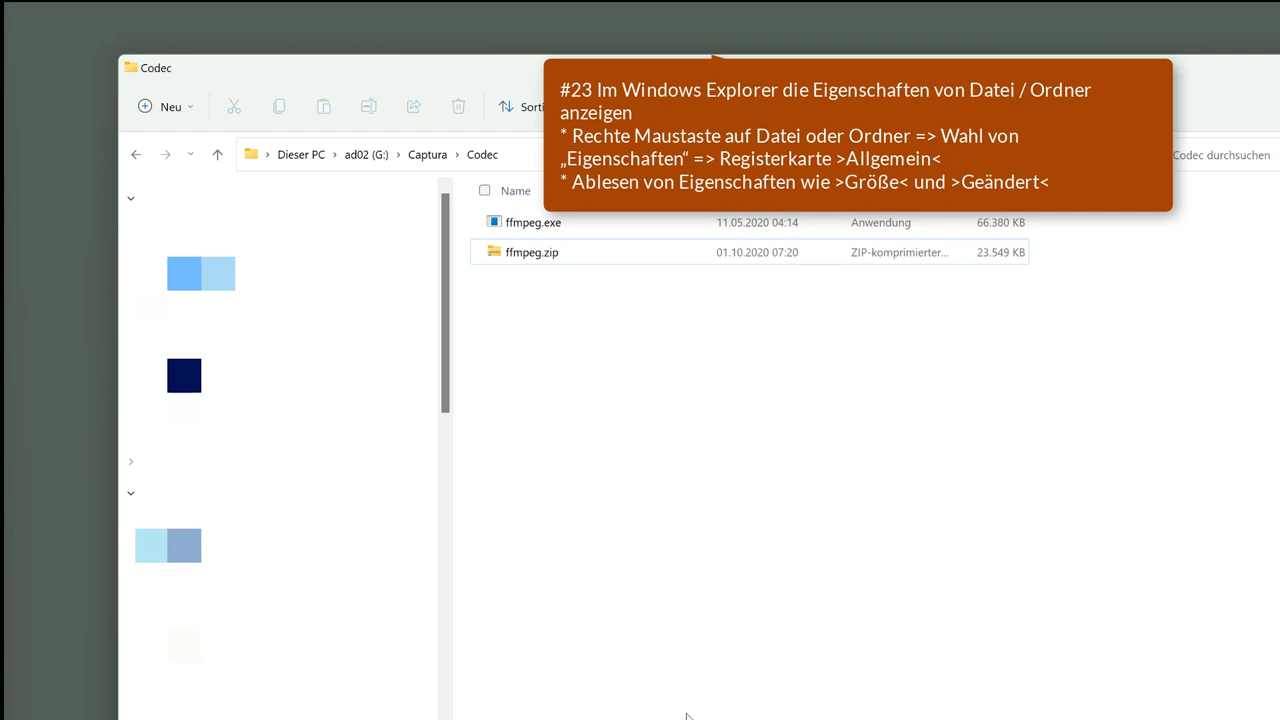 Codec
Neu
Sorti
#23 Im Windows Explorer die Eigenschaften von Datei / Ordner
anzeigen
* Rechte Maustaste auf Datei oder Ordner => Wahl von
„Eigenschaften“ => Registerkarte >Allgemein<
* Ablesen von Eigenschaften wie >Größe< und >Geändert<
Dieser PC > ad02 (G:) > Captura > Codec
Codec durchsuchen
Name
ffmpeg.exe 11.05.2020 04:14 Anwendung 66.380 KB
ffmpeg.zip 01.10.2020 07:20 ZIP-komprimierter... 23.549 KB